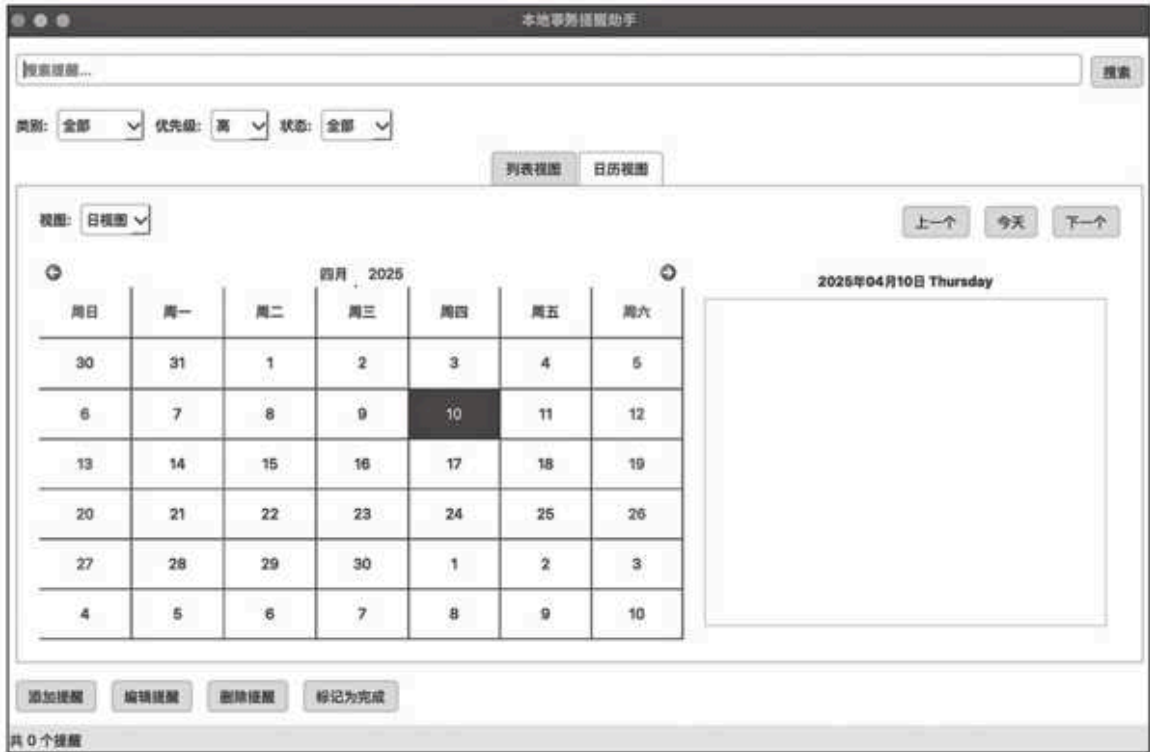 本地事务提醒助手
搜索提醒...
搜索
类别: 全部 优先级: 高 状态: 全部
列表视图 日历视图
视图: 日视图 上一个 今天 下一个
四月, 2025
2025年04月10日 Thursday
周日 周一 周二 周三 周四 周五 周六
30 31 1 2 3 4 5
6 7 8 9 10 11 12
13 14 15 16 17 18 19
20 21 22 23 24 25 26
27 28 29 30 1 2 3
4 5 6 7 8 9 10
添加提醒 编辑提醒 删除提醒 标记为完成
共 0 个提醒